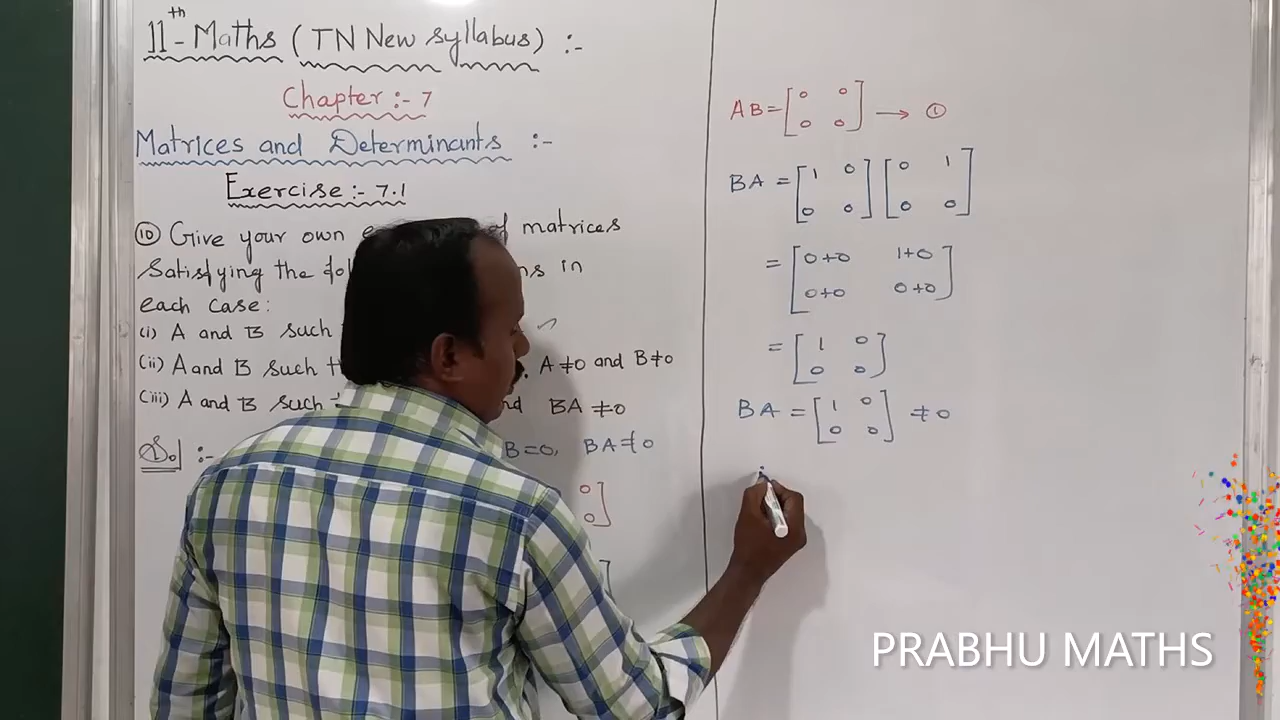 11th - Maths (TN New syllabus) :-
Chapter :- 7
Matrices and Determinants :-
Exercise :- 7.1
⑩ Give your own of matrices
Satisfying the in
each case:
(i) A and B such
(ii) A and B such A≠0 and B≠0
(iii) A and B such BA≠0
Sol :- B=0, BA≠0
0]
0]
AB = [0 0
0 0] → ①
BA = [1 0 [0 1
0 0] 0 0]
= [0+0 1+0
0+0 0+0]
= [1 0
0 0]
BA = [1 0
0 0] ≠0
PRABHU MATHS